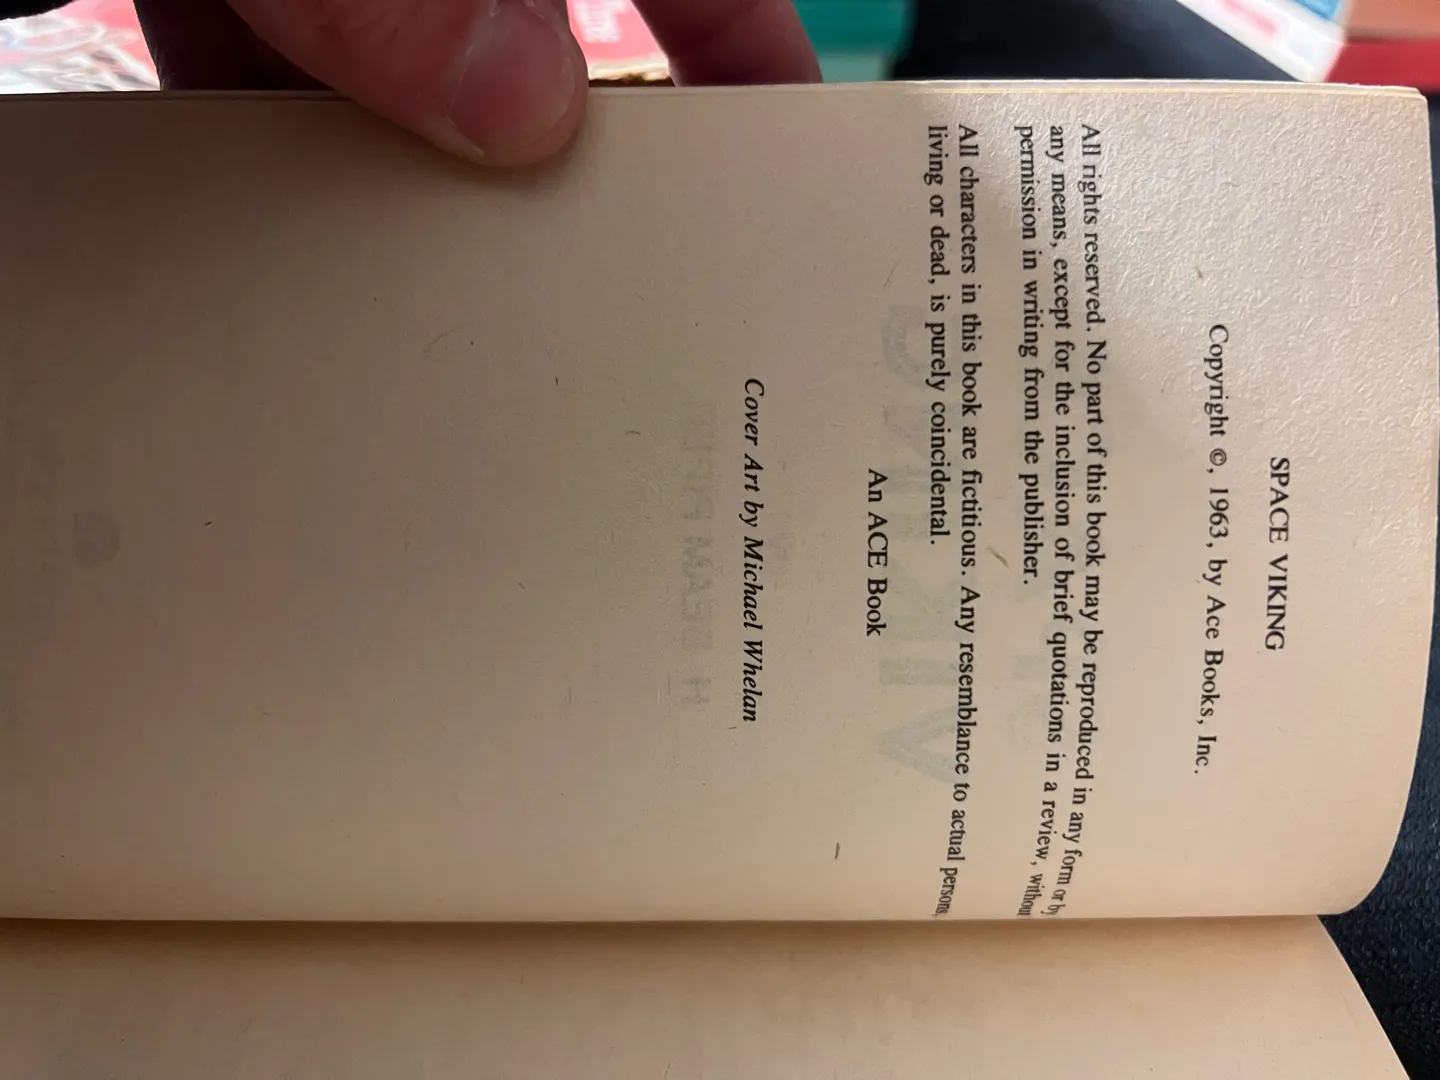 SPACE VIKING
Copyright ©, 1963, by Ace Books, Inc.
All rights reserved. No part of this book may be reproduced in any form or by
any means, except for the inclusion of brief quotations in a review, without
permission in writing from the publisher.
All characters in this book are fictitious. Any resemblance to actual persons,
living or dead, is purely coincidental.
An ACE Book
Cover Art by Michael Whelan